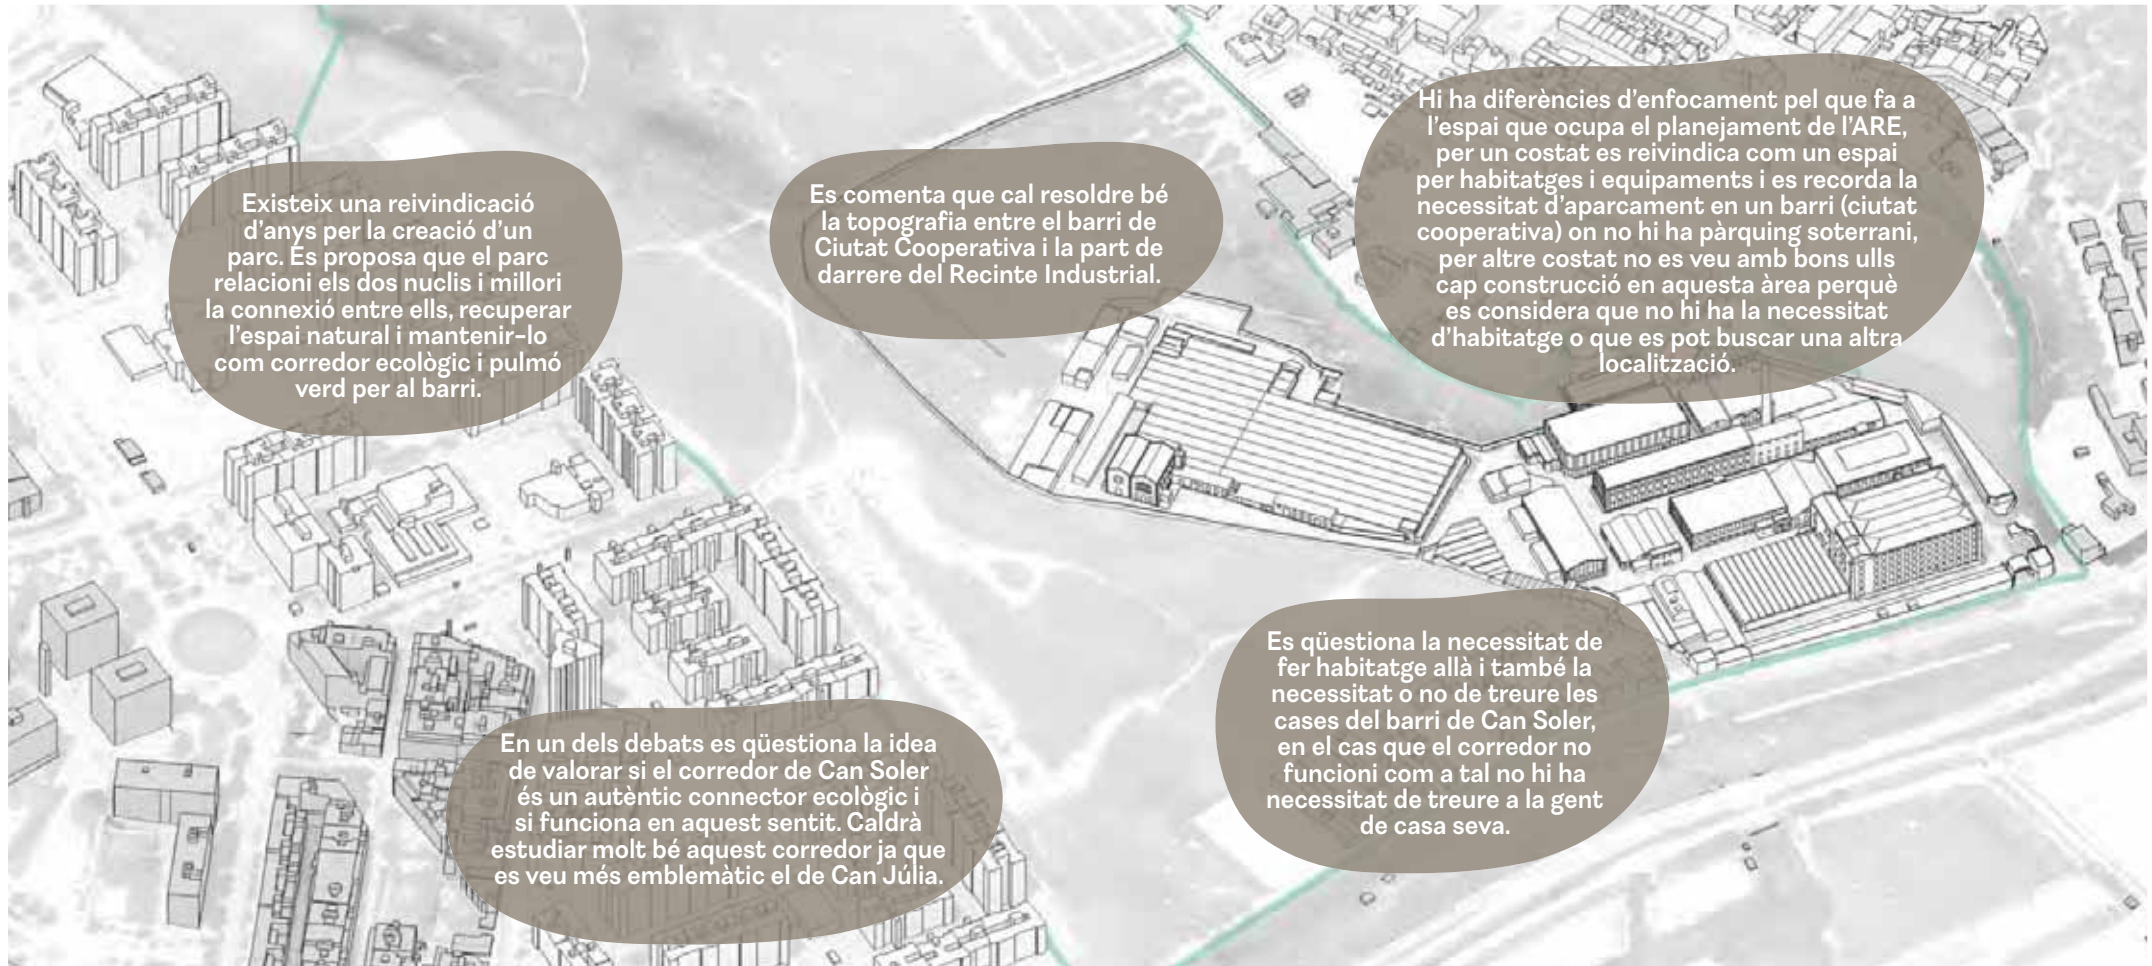 Existeix una reivindicació
d'anys per la creació d'un
parc. Es proposa que el parc
relacioni els dos nuclis i millori
la connexió entre ells, recuperar
l'espai natural i mantenir-lo
com corredor ecològic i pulmó
verd per al barri.
Es comenta que cal resoldre bé
la topografia entre el barri de
Ciutat Cooperativa i la part de
darrere del Recinte Industrial.
Hi ha diferències d'enfocament pel que fa a
l'espai que ocupa el planejament de l'ARE,
per un costat es reivindica com un espai
per habitatges i equipaments i es recorda la
necessitat d'aparcament en un barri (ciutat
cooperativa) on no hi ha pàrquing soterrani,
per altre costat no es veu amb bons ulls
cap construcció en aquesta àrea perquè
es considera que no hi ha la necessitat
d'habitatge o que es pot buscar una altra
localització.
En un dels debats es qüestiona la idea
de valorar si el corredor de Can Soler
és un autèntic connector ecològic i
si funciona en aquest sentit. Caldrà
estudiar molt bé aquest corredor ja que
es veu més emblemàtic el de Can Júlia.
Es qüestiona la necessitat de
fer habitatge allà i també la
necessitat o no de treure les
cases del barri de Can Soler,
en el cas que el corredor no
funcioni com a tal no hi ha
necessitat de treure a la gent
de casa seva.